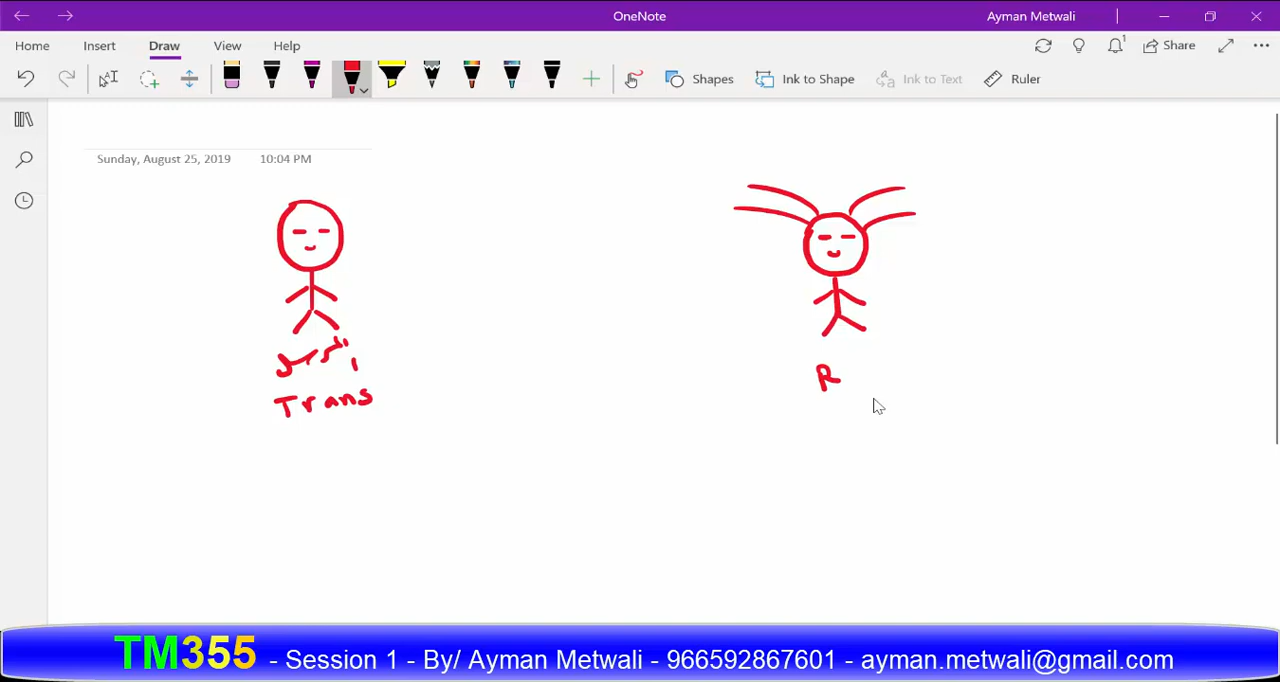 OneNote
Ayman Metwali
Home Insert Draw View Help
Share
Shapes
Ink to Shape
Ink to Text
Ruler
Sunday, August 25, 2019 10:04 PM
Trans
R
TM355 - Session 1 - By/ Ayman Metwali - 966592867601 - ayman.metwali@gmail.com